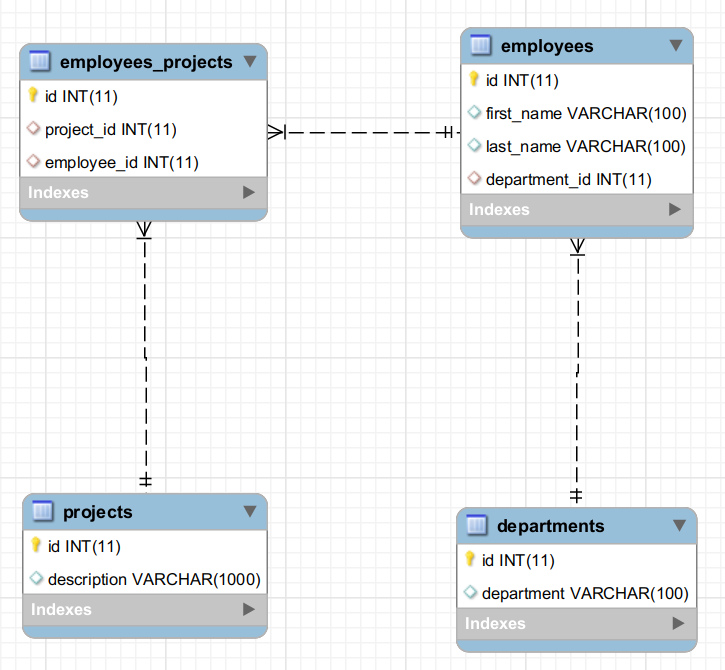 employees_projects
id INT(11)
project_id INT(11)
employee_id INT(11)
Indexes
employees
id INT(11)
first_name VARCHAR(100)
last_name VARCHAR(100)
department_id INT(11)
Indexes
projects
id INT(11)
description VARCHAR(1000)
Indexes
departments
id INT(11)
department VARCHAR(100)
Indexes